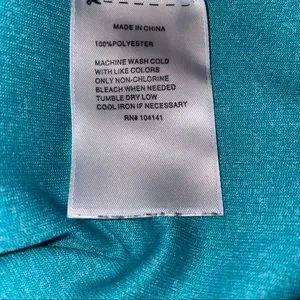 MADE IN CHINA
100%POLYESTER
MACHINE WASH COLD
WITH LIKE COLORS
ONLY NON-CHLORINE
BLEACH WHEN NEEDED
TUMBLE DRY LOW
COOL IRON IF NECESSARY
RN# 104141